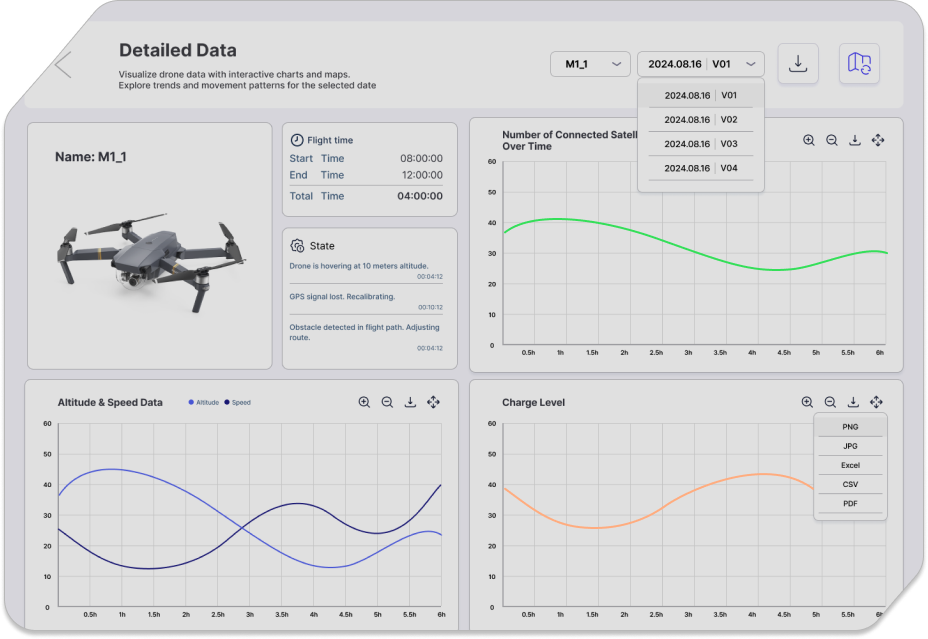 Detailed Data
Visualize drone data with interactive charts and maps.
Explore trends and movement patterns for the selected date
M1_1
2024.08.16 | V01
2024.08.16 | V01
2024.08.16 | V02
2024.08.16 | V03
2024.08.16 | V04
Name: M1_1
Flight time
Start Time 08:00:00
End Time 12:00:00
Total Time 04:00:00
State
Drone is hovering at 10 meters altitude.
00:04:12
GPS signal lost. Recalibrating.
00:10:12
Obstacle detected in flight path. Adjusting
route.
00:04:12
Number of Connected
Over Time
60
50
40
30
20
10
0
0.5h 1h 1.5h 2h 2.5h 3h 3.5h 4h 4.5h 5h 5.5h 6h
Altitude & Speed Data
Altitude Speed
60
50
40
30
20
10
0
0.5h 1h 1.5h 2h 2.5h 3h 3.5h 4h 4.5h 5h 5.5h 6h
Charge Level
PNG
JPG
Excel
CSV
PDF
60
50
40
30
20
10
0
0.5h 1h 1.5h 2h 2.5h 3h 3.5h 4h 4.5h 5h 5.5h